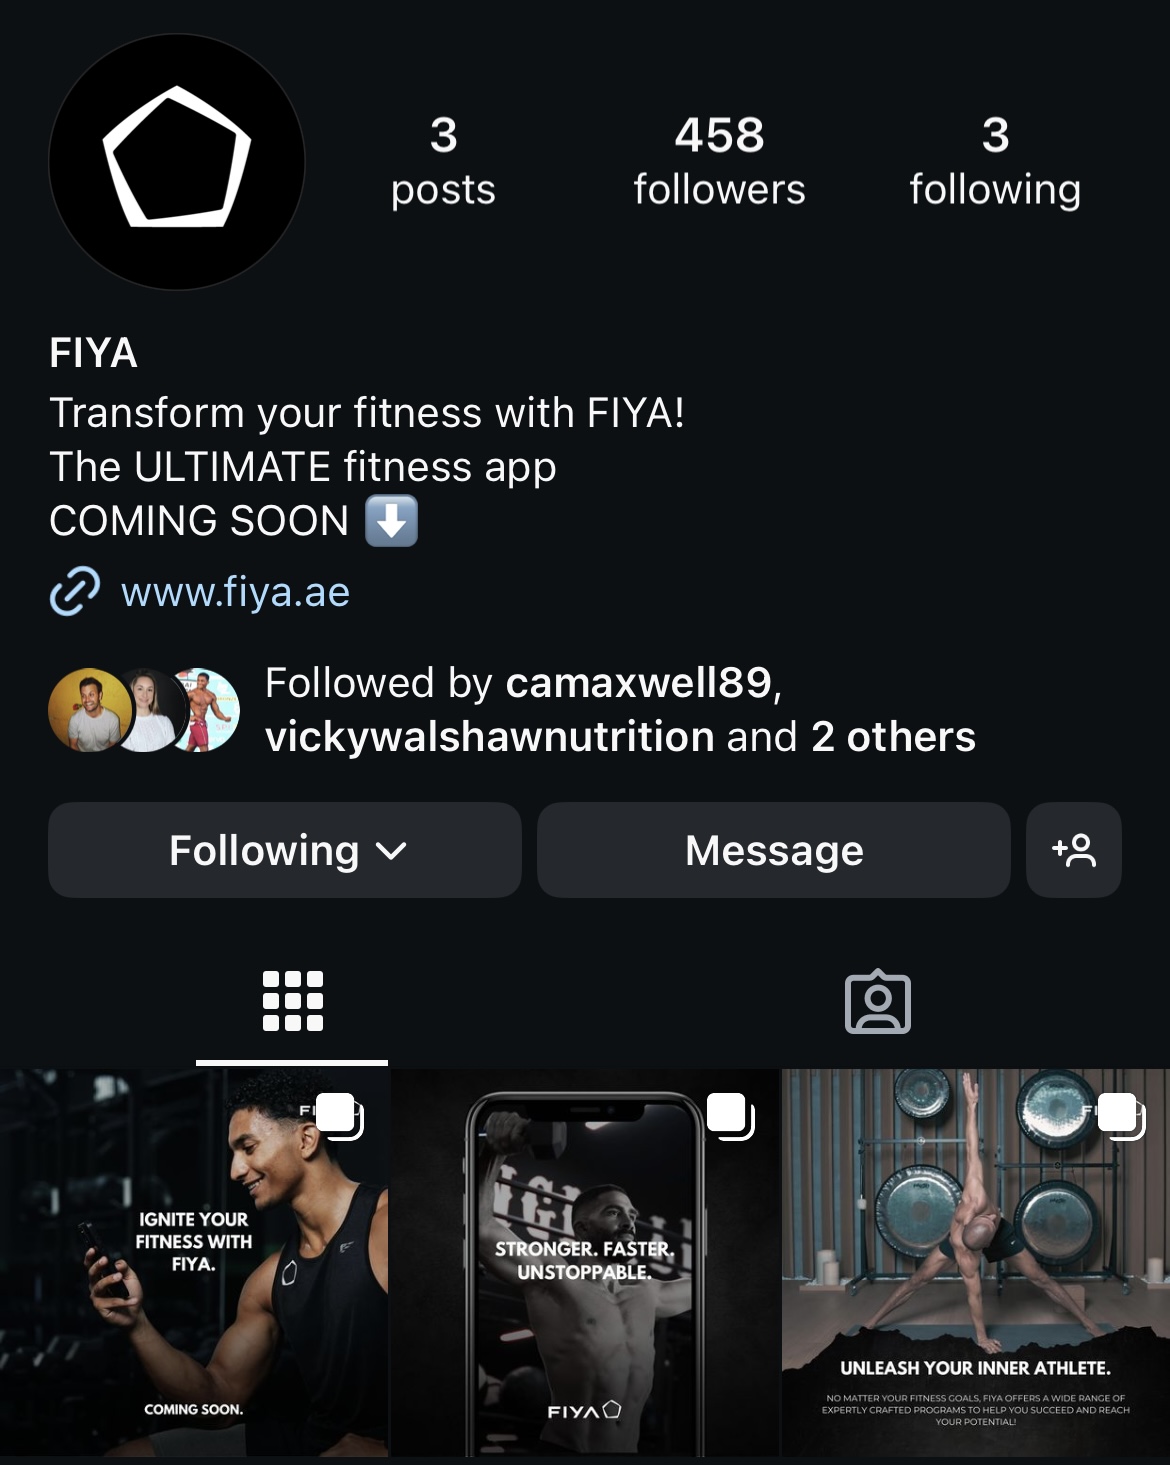 3
posts
458
followers
3
following
FIYA
Transform your fitness with FIYA!
The ULTIMATE fitness app
COMING SOON ⬇️
www.fiya.ae
Followed by camaxwell89,
vickywalshawnutrition and 2 others
Following
Message
IGNITE YOUR
FITNESS WITH
FIYA.
COMING SOON.
STRONGER. FASTER.
UNSTOPPABLE.
FIYA
UNLEASH YOUR INNER ATHLETE.
NO MATTER YOUR FITNESS GOALS, FIYA OFFERS A WIDE RANGE OF
EXPERTLY CRAFTED PROGRAMS TO HELP YOU SUCCEED AND REACH
YOUR POTENTIAL!